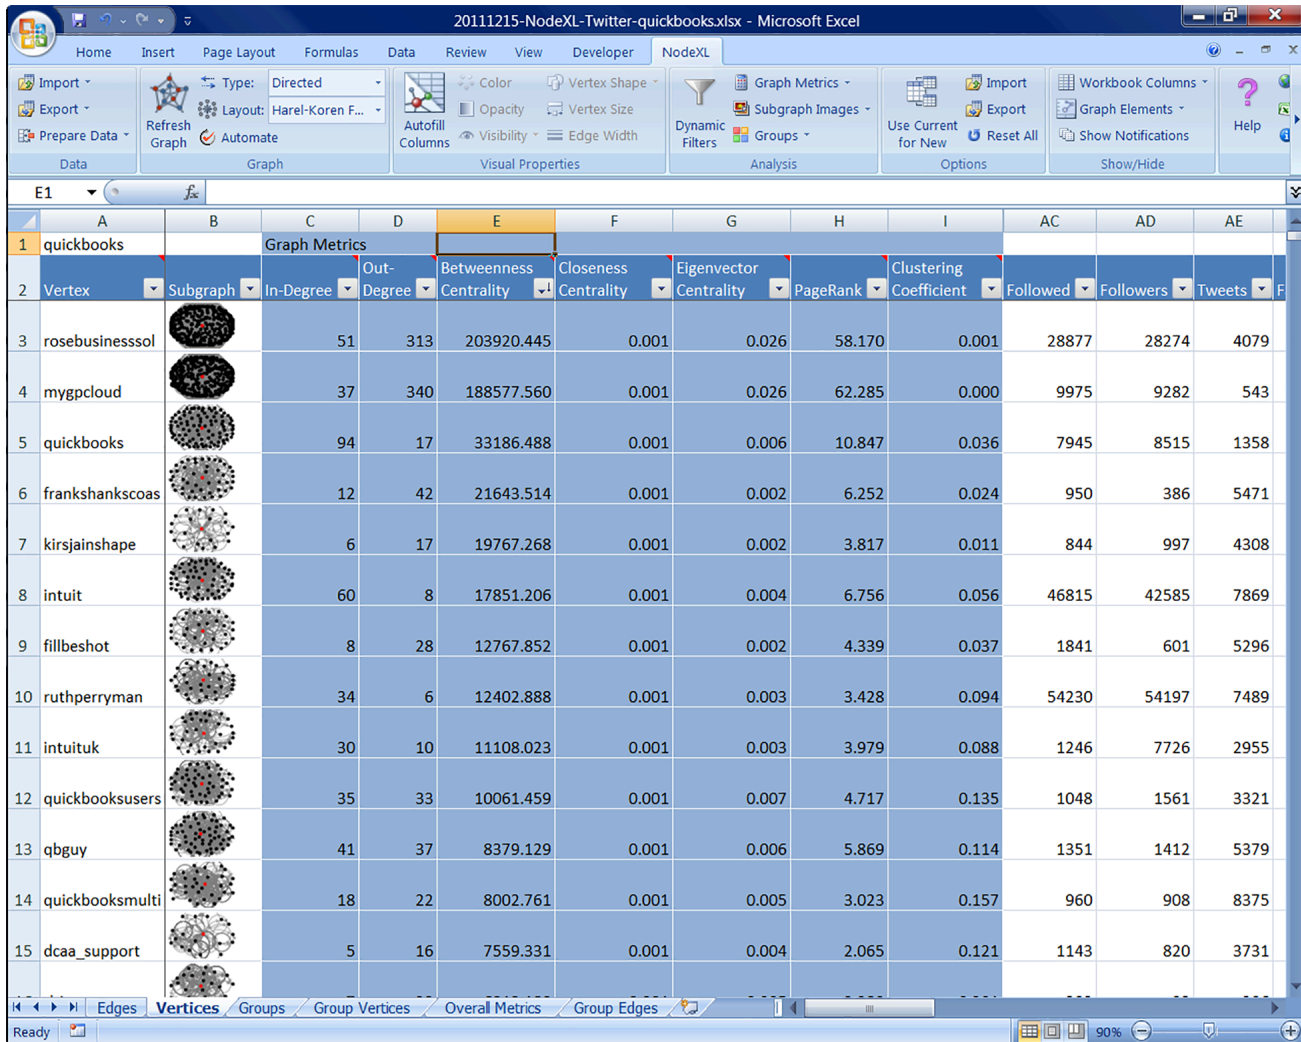 20111215-NodeXL-Twitter-quickbooks.xlsx - Microsoft Excel
Home Insert Page Layout Formulas Data Review View Developer NodeXL
Import Type: Directed Color Vertex Shape Graph Metrics Import Workbook Columns
Export Layout: Harel-Koren F... Opacity Vertex Size Subgraph Images Export Graph Elements
Prepare Data Refresh Graph Automate Autofill Columns Visibility Edge Width Dynamic Filters Groups Use Current for New Reset All Show Notifications Help
Data Graph Visual Properties Analysis Options Show/Hide
E1 fx
A B C D E F G H I AC AD AE
1 quickbooks Graph Metrics
2 Vertex Subgraph In-Degree Out-Degree Betweenness Centrality Closeness Centrality Eigenvector Centrality PageRank Clustering Coefficient Followed Followers Tweets F
3 rosebusinesssol 51 313 203920.445 0.001 0.026 58.170 0.001 28877 28274 4079
4 mygpcloud 37 340 188577.560 0.001 0.026 62.285 0.000 9975 9282 543
5 quickbooks 94 17 33186.488 0.001 0.006 10.847 0.036 7945 8515 1358
6 frankshankscoas 12 42 21643.514 0.001 0.002 6.252 0.024 950 386 5471
7 kirsjainshape 6 17 19767.268 0.001 0.002 3.817 0.011 844 997 4308
8 intuit 60 8 17851.206 0.001 0.004 6.756 0.056 46815 42585 7869
9 fillbeshot 8 28 12767.852 0.001 0.002 4.339 0.037 1841 601 5296
10 ruthperryman 34 6 12402.888 0.001 0.003 3.428 0.094 54230 54197 7489
11 intuituk 30 10 11108.023 0.001 0.003 3.979 0.088 1246 7726 2955
12 quickbooksusers 35 33 10061.459 0.001 0.007 4.717 0.135 1048 1561 3321
13 qbguy 41 37 8379.129 0.001 0.006 5.869 0.114 1351 1412 5379
14 quickbooksmulti 18 22 8002.761 0.001 0.005 3.023 0.157 960 908 8375
15 dcaa_support 5 16 7559.331 0.001 0.004 2.065 0.121 1143 820 3731
Edges Vertices Groups Group Vertices Overall Metrics Group Edges
Ready 90%